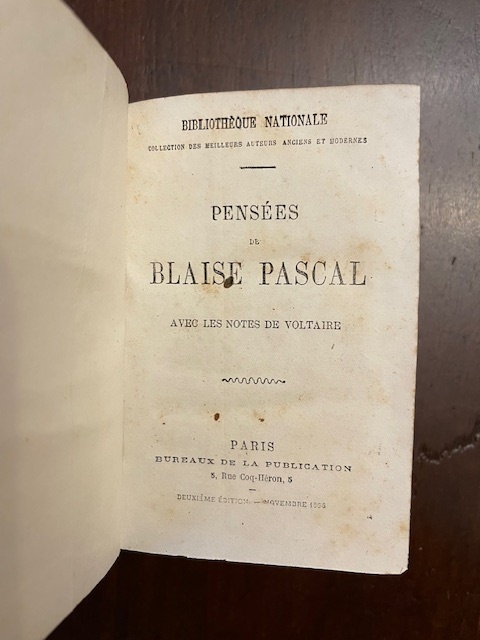 BIBLIOTHÈQUE NATIONALE
COLLECTION DES MEILLEURS AUTEURS ANCIENS ET MODERNES
PENSÉES
DE
BLAISE PASCAL
AVEC LES NOTES DE VOLTAIRE
PARIS
BUREAUX DE LA PUBLICATION
5, Rue Coq-Héron, 5
DEUXIÈME ÉDITION. — NOVEMBRE